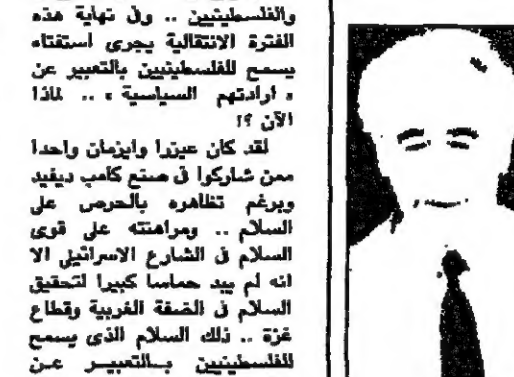 والفلسطينيين .. وفى نهاية هذه
الفترة الانتقالية يجرى استفتاء
يسمح للفلسطينيين بالتعبير عن
« ارادتهم السياسية » .. لماذا
الآن ؟!
لقد كان عيزرا وايزمان واحدا
ممن شاركوا فى صنع كامب ديفيد
وبرغم تظاهره بالحرص على
السلام .. ومراهنته على قوى
السلام فى الشارع الاسرائيلى الا
انه لم يبد حماسا كبيرا لتحقيق
السلام فى الضفة الغربية وقطاع
غزة .. ذلك السلام الذى يسمح
للفلسطينيين بالتعبير عن